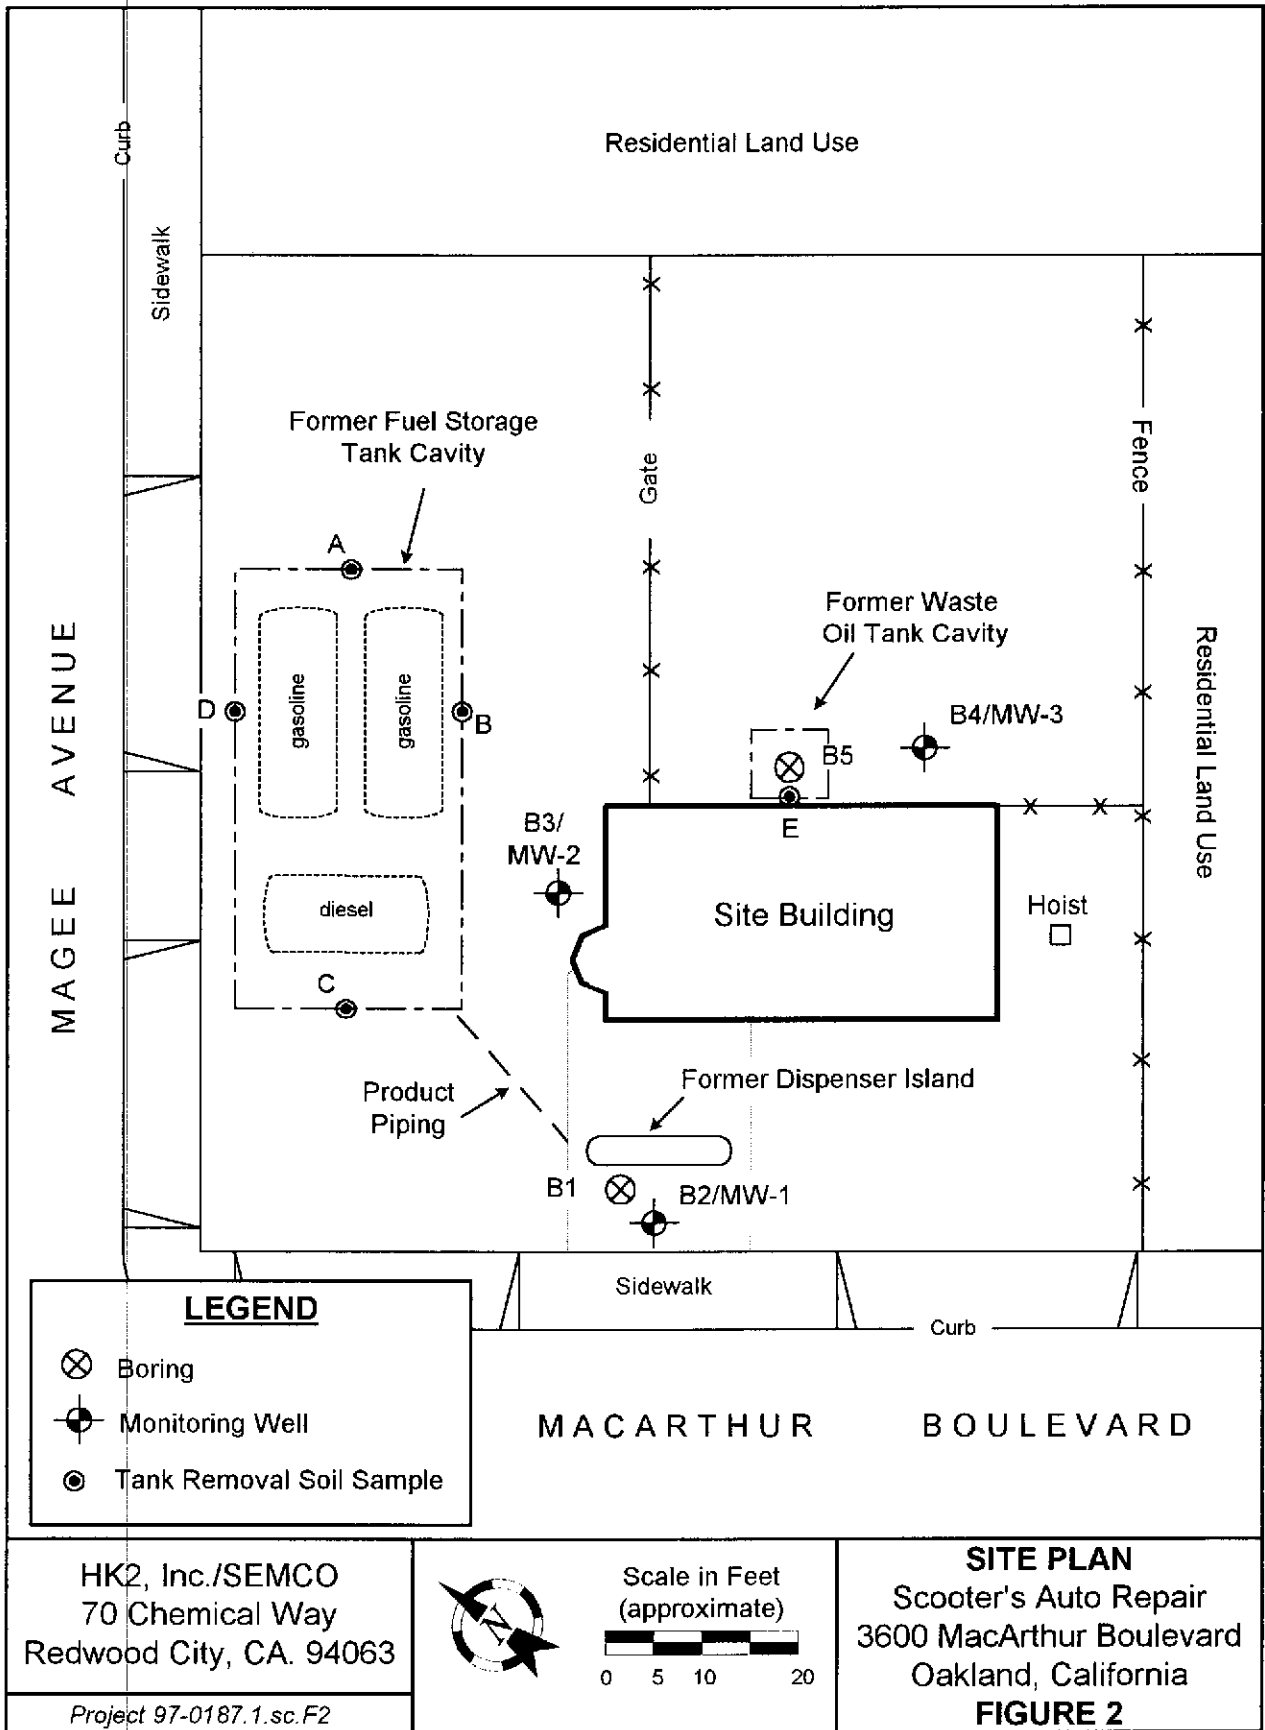 Residential Land Use
Curb
Sidewalk
Former Fuel Storage
Tank Cavity
Gate
Fence
A
Former Waste
Oil Tank Cavity
MAGEE AVENUE
gasoline
gasoline
D
B
B4/MW-3
B5
Residential Land Use
E
B3/
MW-2
diesel
Site Building
Hoist
C
Product
Piping
Former Dispenser Island
B1
B2/MW-1
Sidewalk
Curb
LEGEND
Boring
Monitoring Well
Tank Removal Soil Sample
MACARTHUR BOULEVARD
HK2, Inc./SEMCO
70 Chemical Way
Redwood City, CA. 94063
Project 97-0187.1.sc.F2
N
Scale in Feet
(approximate)
0 5 10 20
SITE PLAN
Scooter's Auto Repair
3600 MacArthur Boulevard
Oakland, California
FIGURE 2